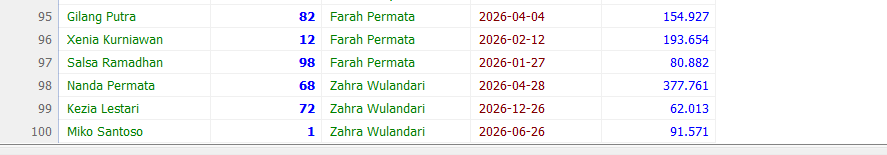 95 Gilang Putra 82 Farah Permata 2026-04-04 154.927
96 Xenia Kurniawan 12 Farah Permata 2026-02-12 193.654
97 Salsa Ramadhan 98 Farah Permata 2026-01-27 80.882
98 Nanda Permata 68 Zahra Wulandari 2026-04-28 377.761
99 Kezia Lestari 72 Zahra Wulandari 2026-12-26 62.013
100 Miko Santoso 1 Zahra Wulandari 2026-06-26 91.571